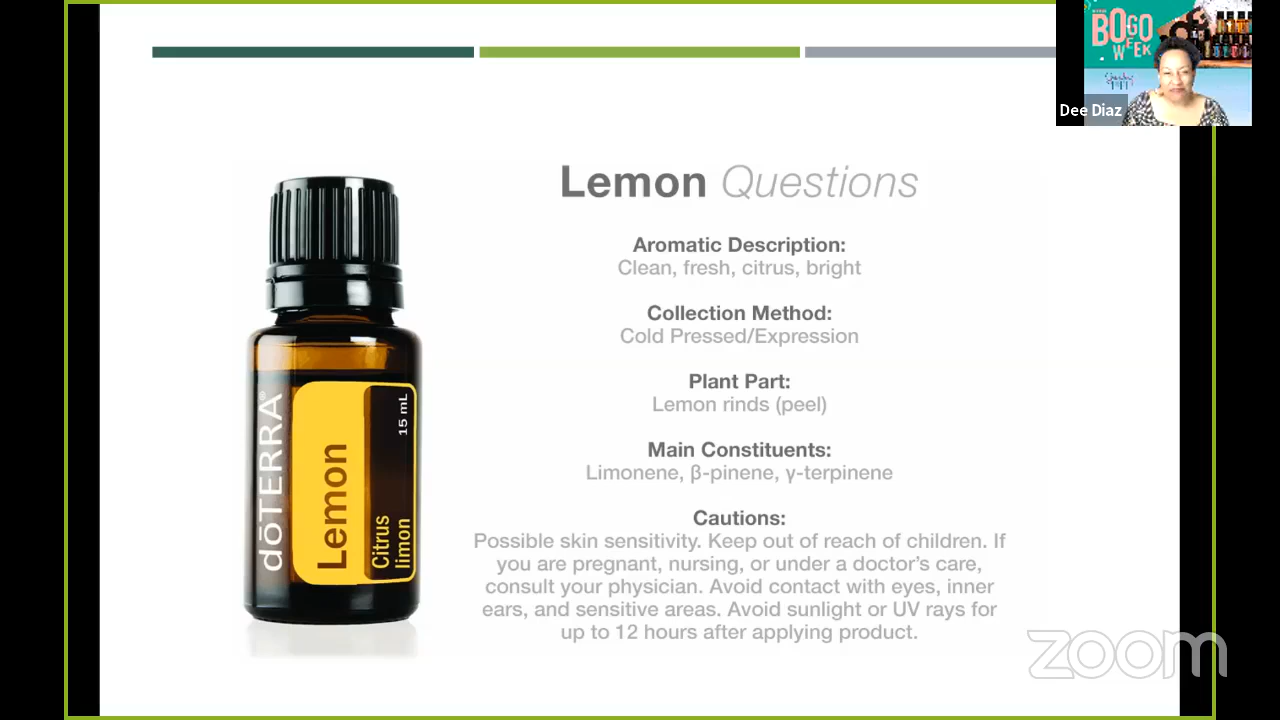 BOGO
WEEK
Dee Diaz
Lemon Questions
Aromatic Description:
Clean, fresh, citrus, bright
Collection Method:
Cold Pressed/Expression
Plant Part:
Lemon rinds (peel)
Main Constituents:
Limonene, β-pinene, γ-terpinene
Cautions:
Possible skin sensitivity. Keep out of reach of children. If
you are pregnant, nursing, or under a doctor's care,
consult your physician. Avoid contact with eyes, inner
ears, and sensitive areas. Avoid sunlight or UV rays for
up to 12 hours after applying product.
dōTERRA®
Lemon
Citrus
limon
15 mL
zoom